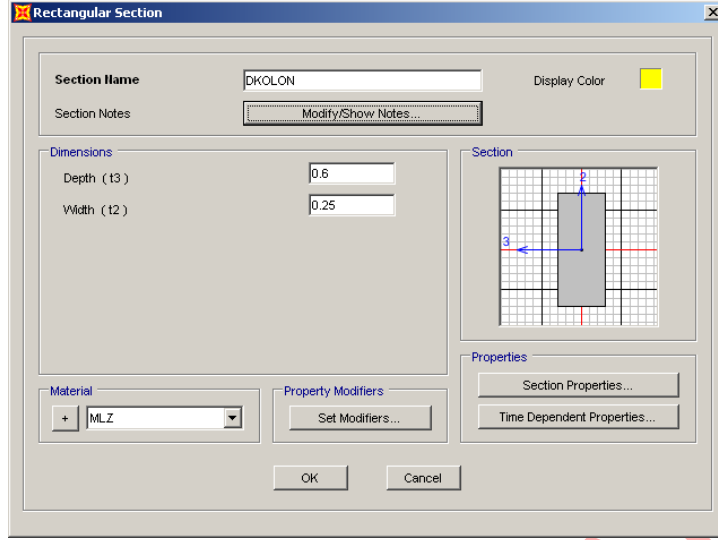 Rectangular Section
Section Name DKOLON Display Color
Section Notes Modify/Show Notes...
Dimensions
Depth ( t3 ) 0.6
Width ( t2 ) 0.25
Section
2
3
Properties
Section Properties...
Time Dependent Properties...
Material
+ MLZ
Property Modifiers
Set Modifiers...
OK Cancel